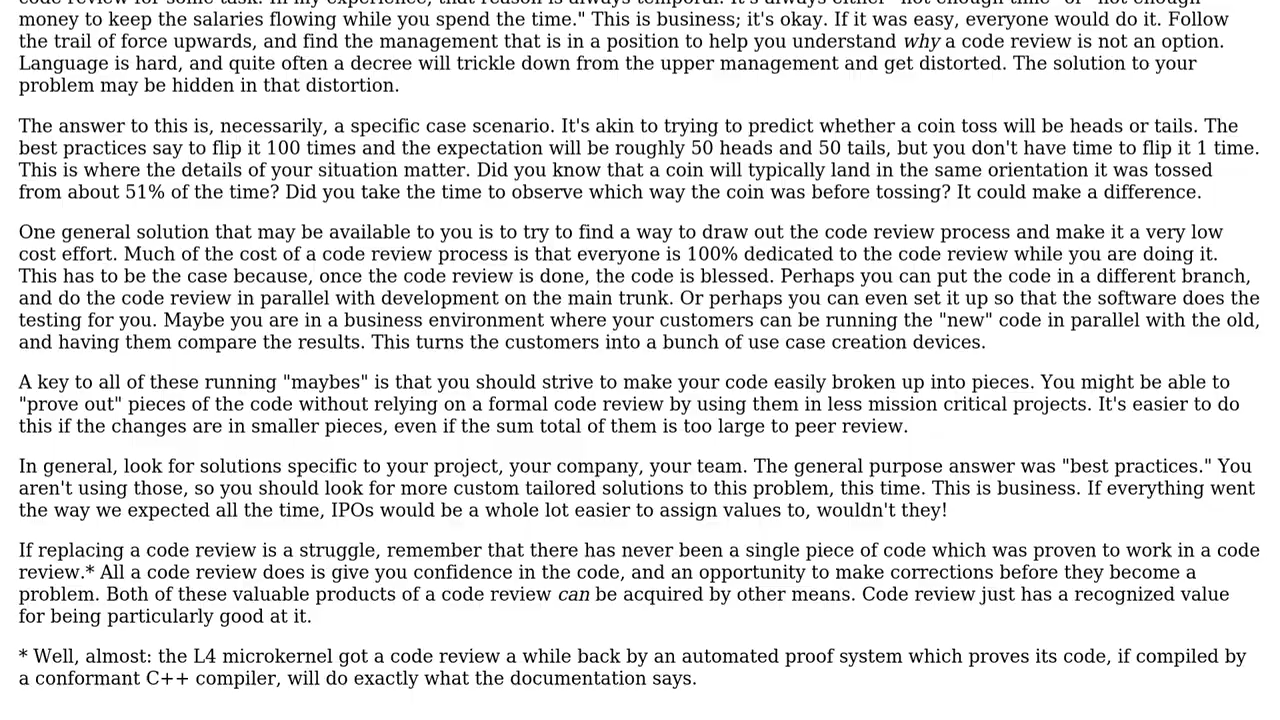 money to keep the salaries flowing while you spend the time." This is business; it's okay. If it was easy, everyone would do it. Follow
the trail of force upwards, and find the management that is in a position to help you understand why a code review is not an option.
Language is hard, and quite often a decree will trickle down from the upper management and get distorted. The solution to your
problem may be hidden in that distortion.
The answer to this is, necessarily, a specific case scenario. It's akin to trying to predict whether a coin toss will be heads or tails. The
best practices say to flip it 100 times and the expectation will be roughly 50 heads and 50 tails, but you don't have time to flip it 1 time.
This is where the details of your situation matter. Did you know that a coin will typically land in the same orientation it was tossed
from about 51% of the time? Did you take the time to observe which way the coin was before tossing? It could make a difference.
One general solution that may be available to you is to try to find a way to draw out the code review process and make it a very low
cost effort. Much of the cost of a code review process is that everyone is 100% dedicated to the code review while you are doing it.
This has to be the case because, once the code review is done, the code is blessed. Perhaps you can put the code in a different branch,
and do the code review in parallel with development on the main trunk. Or perhaps you can even set it up so that the software does the
testing for you. Maybe you are in a business environment where your customers can be running the "new" code in parallel with the old,
and having them compare the results. This turns the customers into a bunch of use case creation devices.
A key to all of these running "maybes" is that you should strive to make your code easily broken up into pieces. You might be able to
"prove out" pieces of the code without relying on a formal code review by using them in less mission critical projects. It's easier to do
this if the changes are in smaller pieces, even if the sum total of them is too large to peer review.
In general, look for solutions specific to your project, your company, your team. The general purpose answer was "best practices." You
aren't using those, so you should look for more custom tailored solutions to this problem, this time. This is business. If everything went
the way we expected all the time, IPOs would be a whole lot easier to assign values to, wouldn't they!
If replacing a code review is a struggle, remember that there has never been a single piece of code which was proven to work in a code
review.* All a code review does is give you confidence in the code, and an opportunity to make corrections before they become a
problem. Both of these valuable products of a code review can be acquired by other means. Code review just has a recognized value
for being particularly good at it.
* Well, almost: the L4 microkernel got a code review a while back by an automated proof system which proves its code, if compiled by
a conformant C++ compiler, will do exactly what the documentation says.